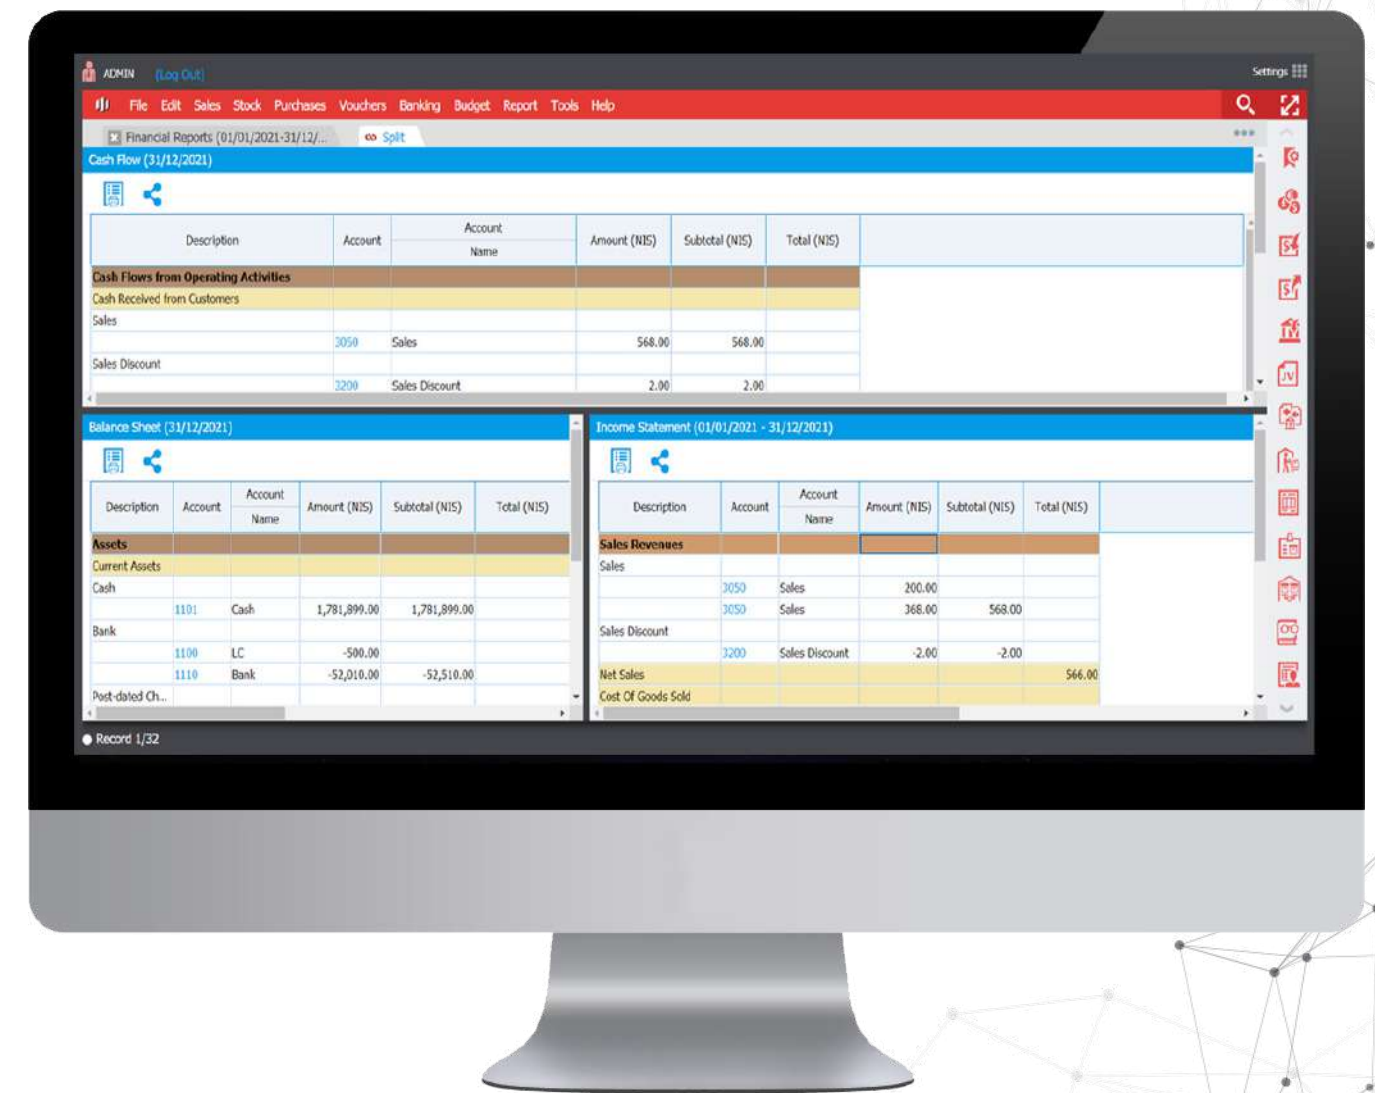 ADMIN (Log Out) Settings
File Edit Sales Stock Purchases Vouchers Banking Budget Report Tools Help
Financial Reports (01/01/2021-31/12/... Split
Cash Flow (31/12/2021)
Description Account Account Name Amount (NIS) Subtotal (NIS) Total (NIS)
Cash Flows from Operating Activities
Cash Received from Customers
Sales
3050 Sales 568.00 568.00
Sales Discount
3200 Sales Discount 2.00 2.00
Balance Sheet (31/12/2021)
Description Account Account Name Amount (NIS) Subtotal (NIS) Total (NIS)
Assets
Current Assets
Cash
1101 Cash 1,781,899.00 1,781,899.00
Bank
1100 LC -500.00
1110 Bank -52,010.00 -52,510.00
Post-dated Ch...
Income Statement (01/01/2021 - 31/12/2021)
Description Account Account Name Amount (NIS) Subtotal (NIS) Total (NIS)
Sales Revenues
Sales
3050 Sales 200.00
3050 Sales 368.00 568.00
Sales Discount
3200 Sales Discount -2.00 -2.00
Net Sales 566.00
Cost Of Goods Sold
JV
Record 1/32